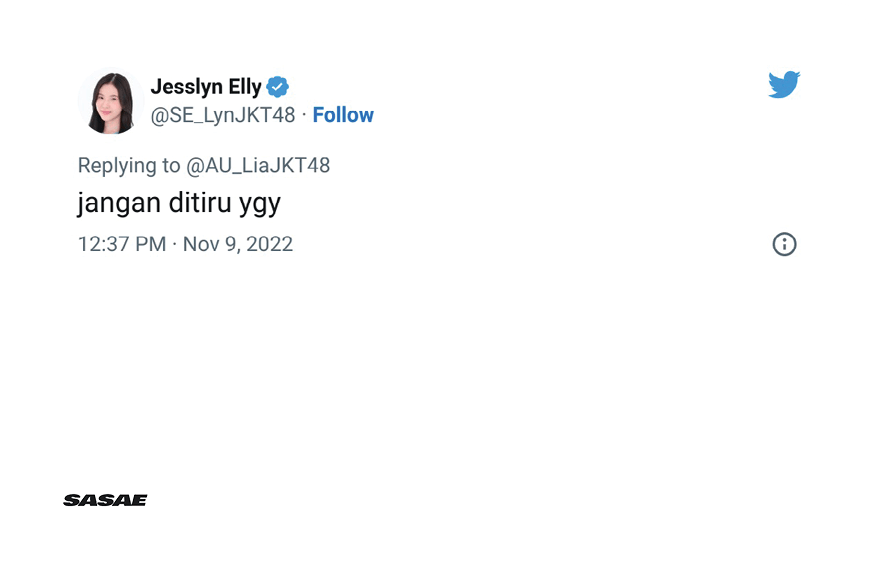 Jesslyn Elly
@SE_LynJKT48 · Follow
Replying to @AU_LiaJKT48
jangan ditiru ygy
12:37 PM · Nov 9, 2022
SASAE